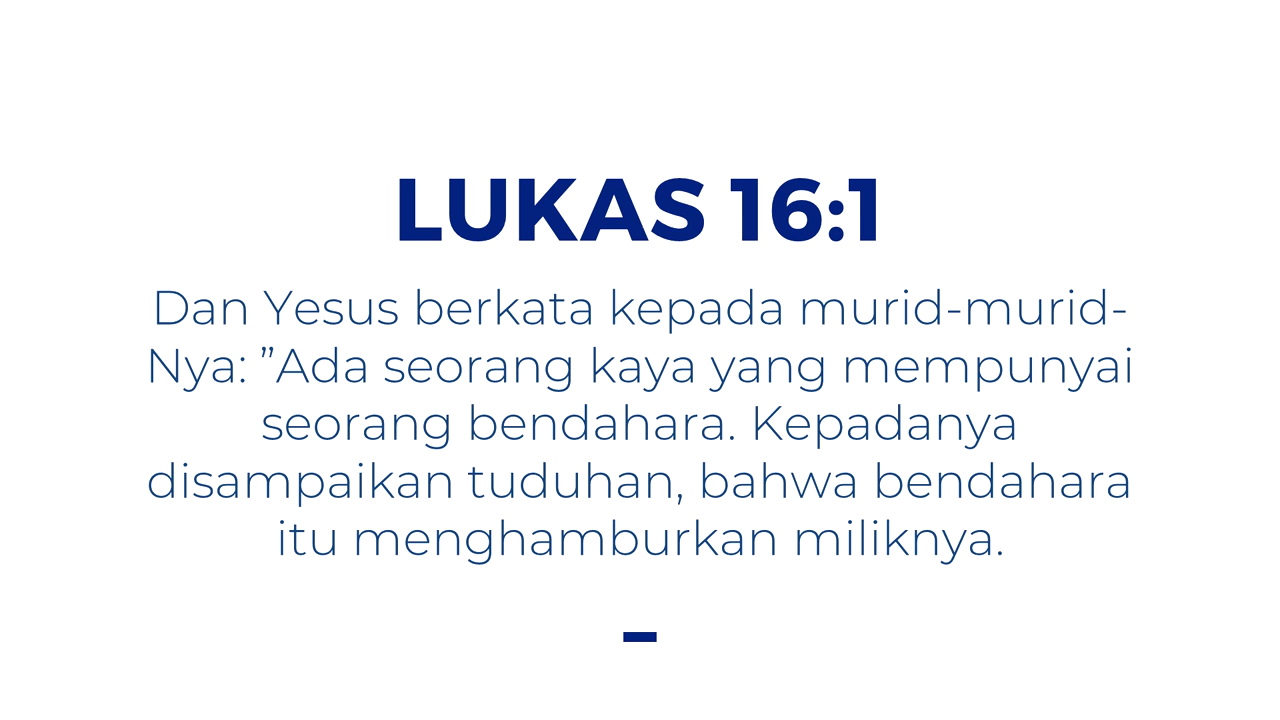 LUKAS 16:1
Dan Yesus berkata kepada murid-murid-
Nya: ”Ada seorang kaya yang mempunyai
seorang bendahara. Kepadanya
disampaikan tuduhan, bahwa bendahara
itu menghamburkan miliknya.